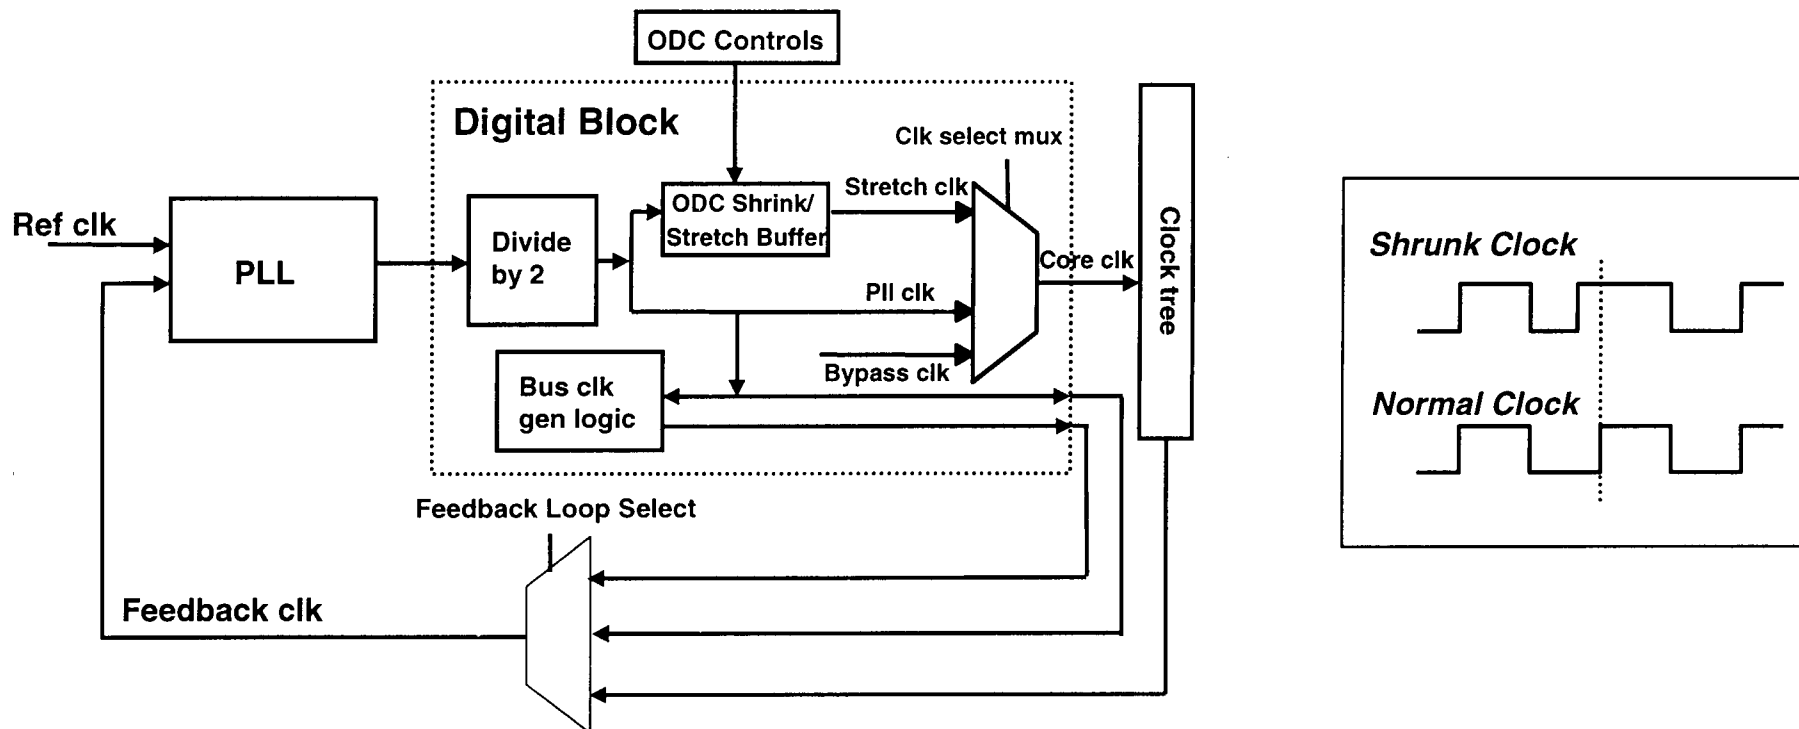 ODC Controls
Digital Block
Clk select mux
Stretch clk
ODC Shrink/
Stretch Buffer
Ref clk
PLL
Divide
by 2
Core clk
Clock tree
Pll clk
Bypass clk
Bus clk
gen logic
Feedback Loop Select
Feedback clk
Shrunk Clock
Normal Clock